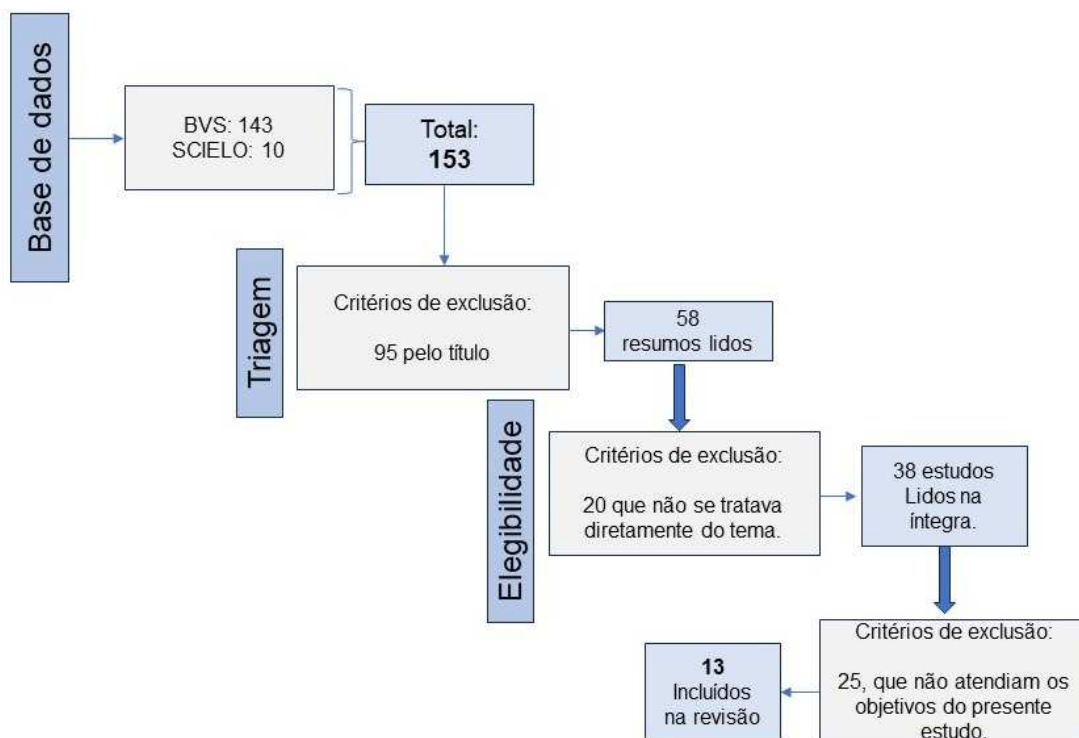 Base de dados
BVS: 143
SCIELO: 10
Total:
153
Triagem
Critérios de exclusão:
95 pelo título
58
resumos lidos
Elegibilidade
Critérios de exclusão:
20 que não se tratava
diretamente do tema.
38 estudos
Lidos na
íntegra.
Critérios de exclusão:
25, que não atendiam os
objetivos do presente
estudo.
13
Incluídos
na revisão